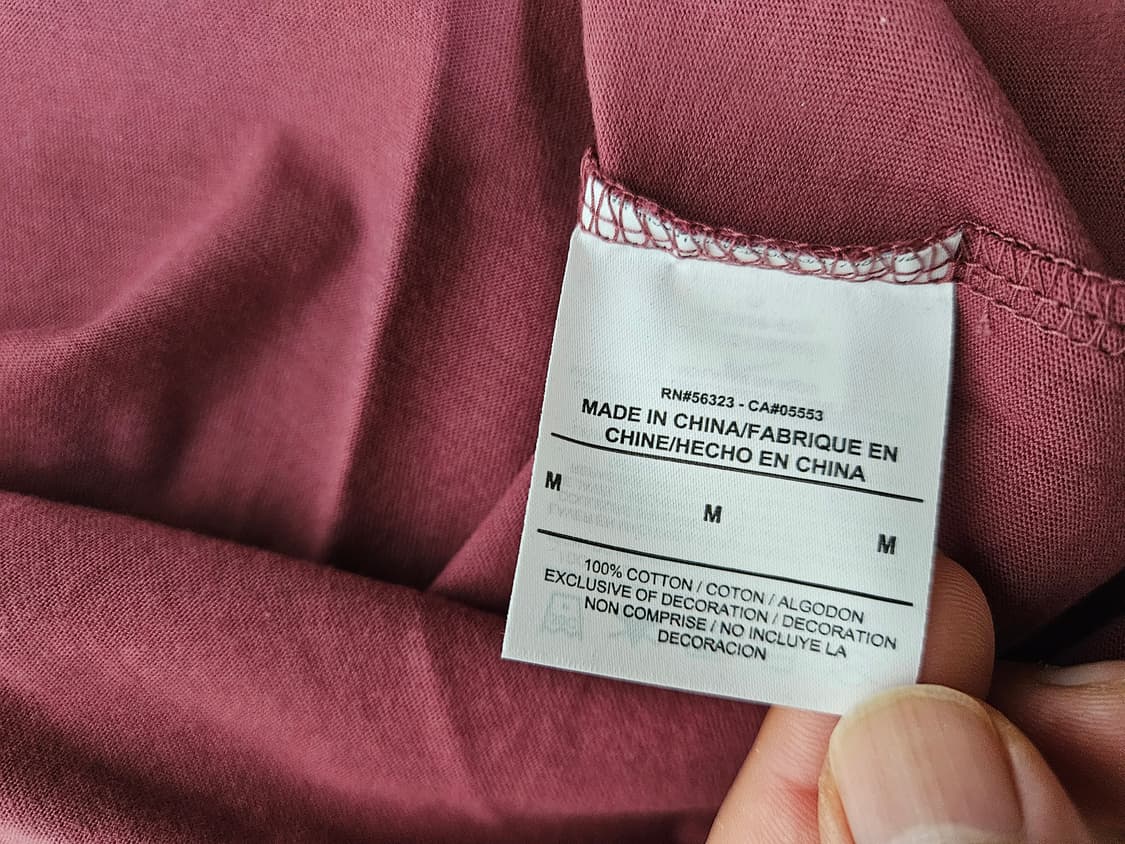 RN#56323 - CA#05553
MADE IN CHINA/FABRIQUE EN
CHINE/HECHO EN CHINA
M M M
100% COTTON / COTON / ALGODON
EXCLUSIVE OF DECORATION / DECORATION
NON COMPRISE / NO INCLUYE LA
DECORACION